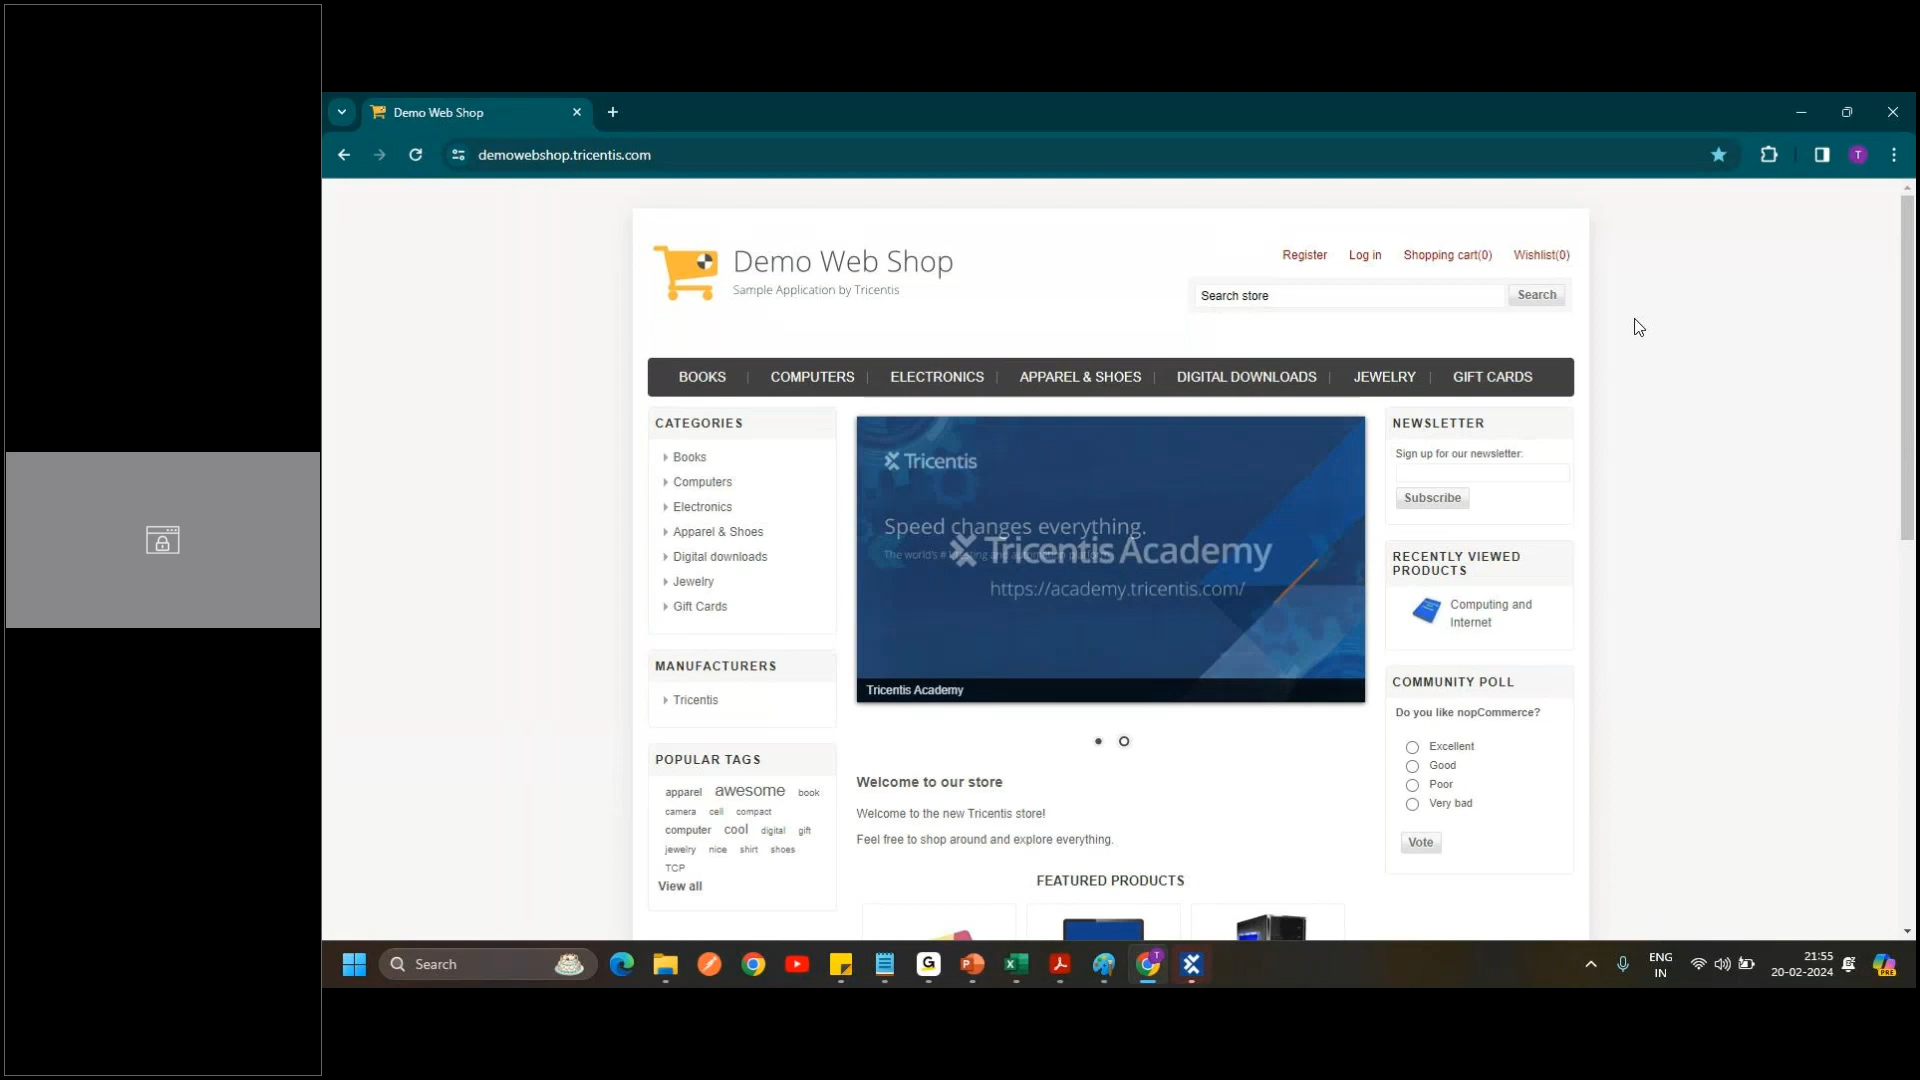 Demo Web Shop
demowebshop.tricentis.com
T
Demo Web Shop
Sample Application by Tricentis
Register Log in Shopping cart(0) Wishlist(0)
Search store Search
BOOKS | COMPUTERS | ELECTRONICS | APPAREL & SHOES | DIGITAL DOWNLOADS | JEWELRY | GIFT CARDS
CATEGORIES
Books
Computers
Electronics
Apparel & Shoes
Digital downloads
Jewelry
Gift Cards
MANUFACTURERS
Tricentis
POPULAR TAGS
apparel awesome book
camera cell compact
computer cool digital gift
jewelry nice shirt shoes
TCP
View all
Tricentis
Speed changes everything.
The world's #
Tricentis Academy
https://academy.tricentis.com/
Tricentis Academy
Welcome to our store
Welcome to the new Tricentis store!
Feel free to shop around and explore everything.
FEATURED PRODUCTS
NEWSLETTER
Sign up for our newsletter:
Subscribe
RECENTLY VIEWED
PRODUCTS
Computing and
Internet
COMMUNITY POLL
Do you like nopCommerce?
Excellent
Good
Poor
Very bad
Vote
Search
ENG
IN
21:55
20-02-2024
PRE